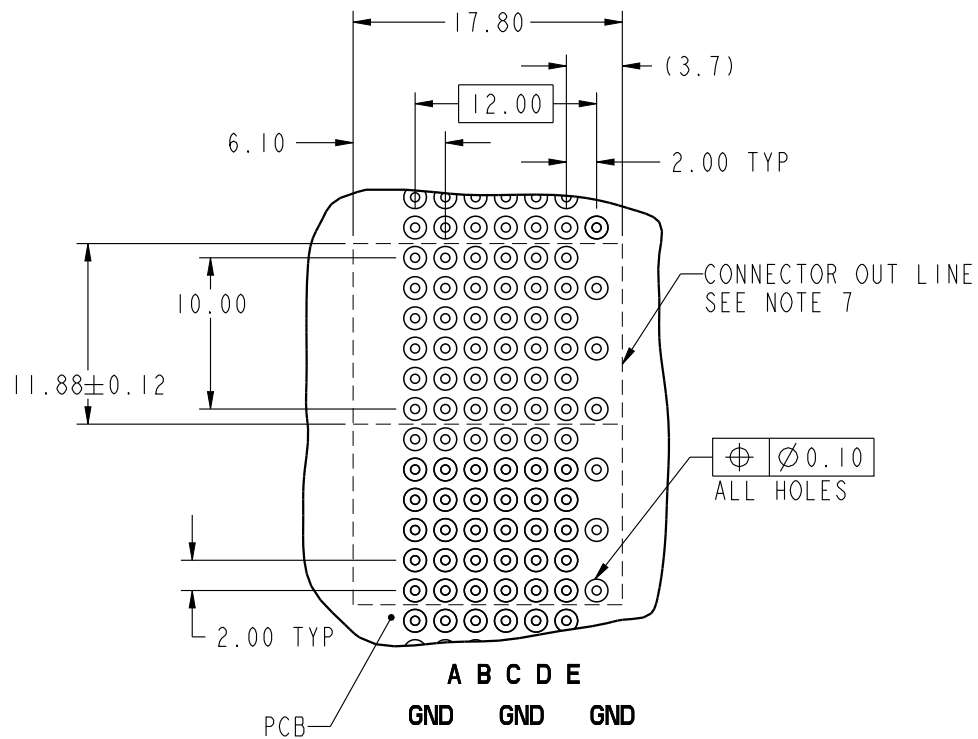 17.80
(3.7)
12.00
6.10
2.00 TYP
CONNECTOR OUT LINE
SEE NOTE 7
10.00
11.88±0.12
⌖ ∅0.10
ALL HOLES
2.00 TYP
A B C D E
GND GND GND
PCB